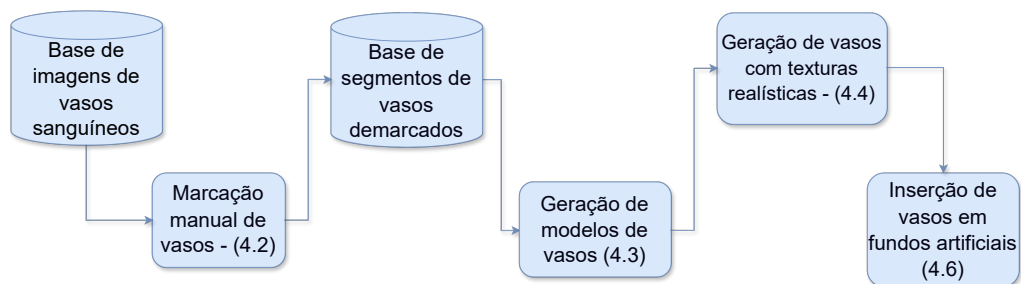 Base de
imagens de
vasos
sanguíneos
Marcação
manual de
vasos - (4.2)
Base de
segmentos de
vasos
demarcados
Geração de
modelos de
vasos (4.3)
Geração de vasos
com texturas
realísticas - (4.4)
Inserção de
vasos em
fundos artificiais
(4.6)